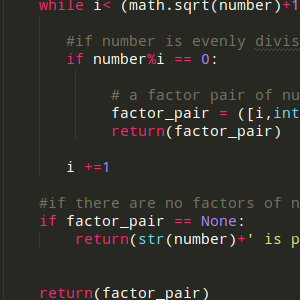 while i< (math.sqrt(number)+1
#if number is evenly divis
if number%i == 0:
# a factor pair of nu
factor_pair = ([i,int
return(factor_pair)
i +=1
#if there are no factors of n
if factor_pair == None:
return(str(number)+' is p
return(factor_pair)